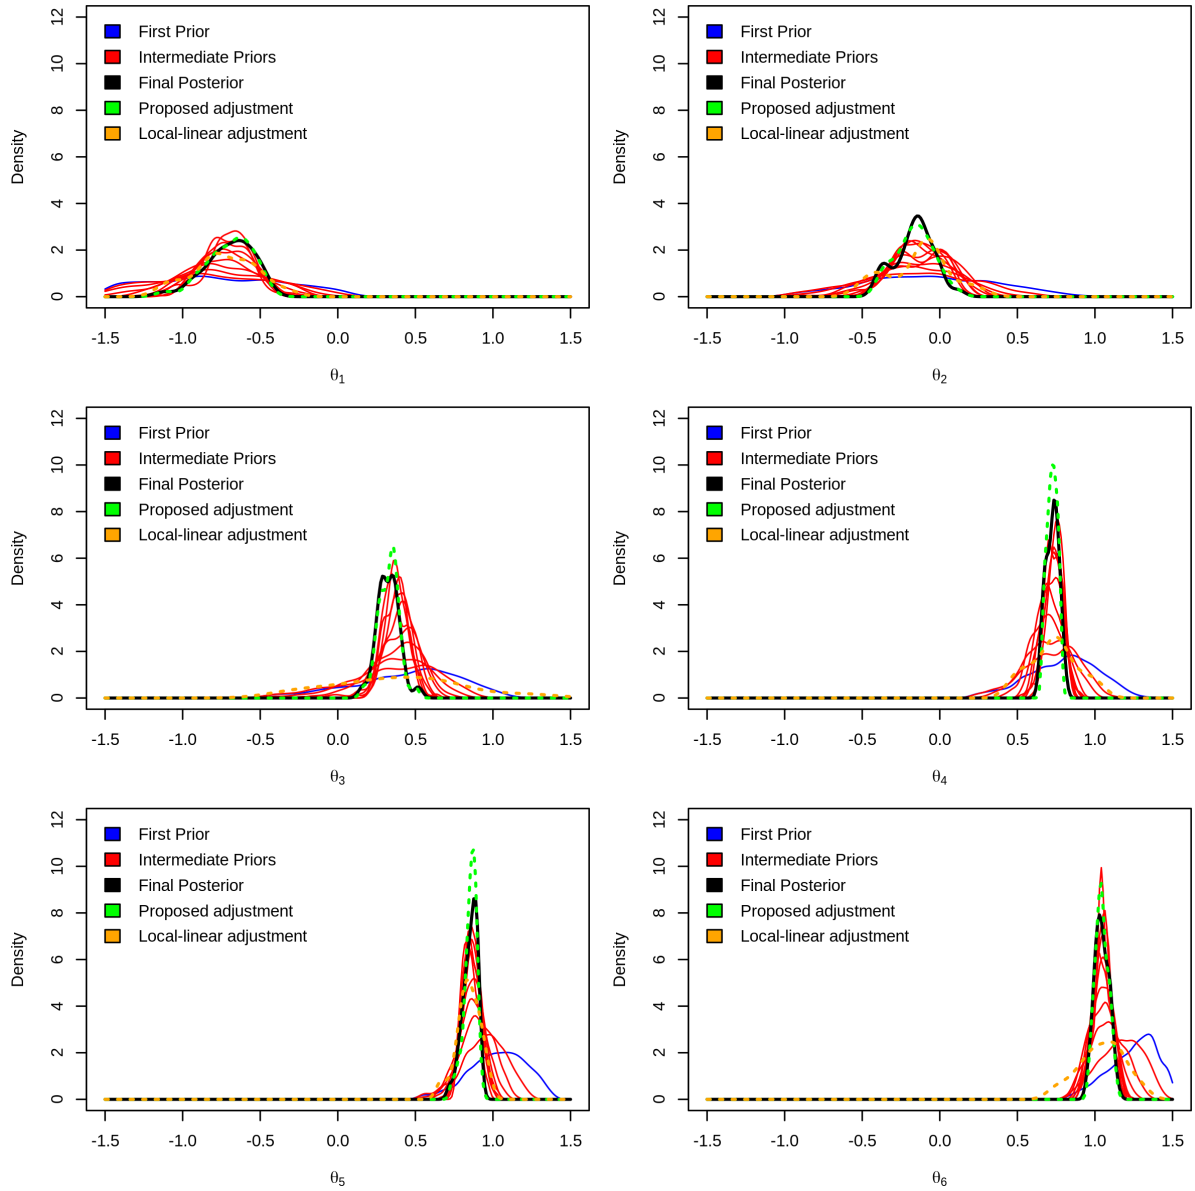 12
10
8
6
4
2
0
Density
First Prior
Intermediate Priors
Final Posterior
Proposed adjustment
Local-linear adjustment
-1.5 -1.0 -0.5 0.0 0.5 1.0 1.5
θ1
12
10
8
6
4
2
0
Density
First Prior
Intermediate Priors
Final Posterior
Proposed adjustment
Local-linear adjustment
-1.5 -1.0 -0.5 0.0 0.5 1.0 1.5
θ2
12
10
8
6
4
2
0
Density
First Prior
Intermediate Priors
Final Posterior
Proposed adjustment
Local-linear adjustment
-1.5 -1.0 -0.5 0.0 0.5 1.0 1.5
θ3
12
10
8
6
4
2
0
Density
First Prior
Intermediate Priors
Final Posterior
Proposed adjustment
Local-linear adjustment
-1.5 -1.0 -0.5 0.0 0.5 1.0 1.5
θ4
12
10
8
6
4
2
0
Density
First Prior
Intermediate Priors
Final Posterior
Proposed adjustment
Local-linear adjustment
-1.5 -1.0 -0.5 0.0 0.5 1.0 1.5
θ5
12
10
8
6
4
2
0
Density
First Prior
Intermediate Priors
Final Posterior
Proposed adjustment
Local-linear adjustment
-1.5 -1.0 -0.5 0.0 0.5 1.0 1.5
θ6